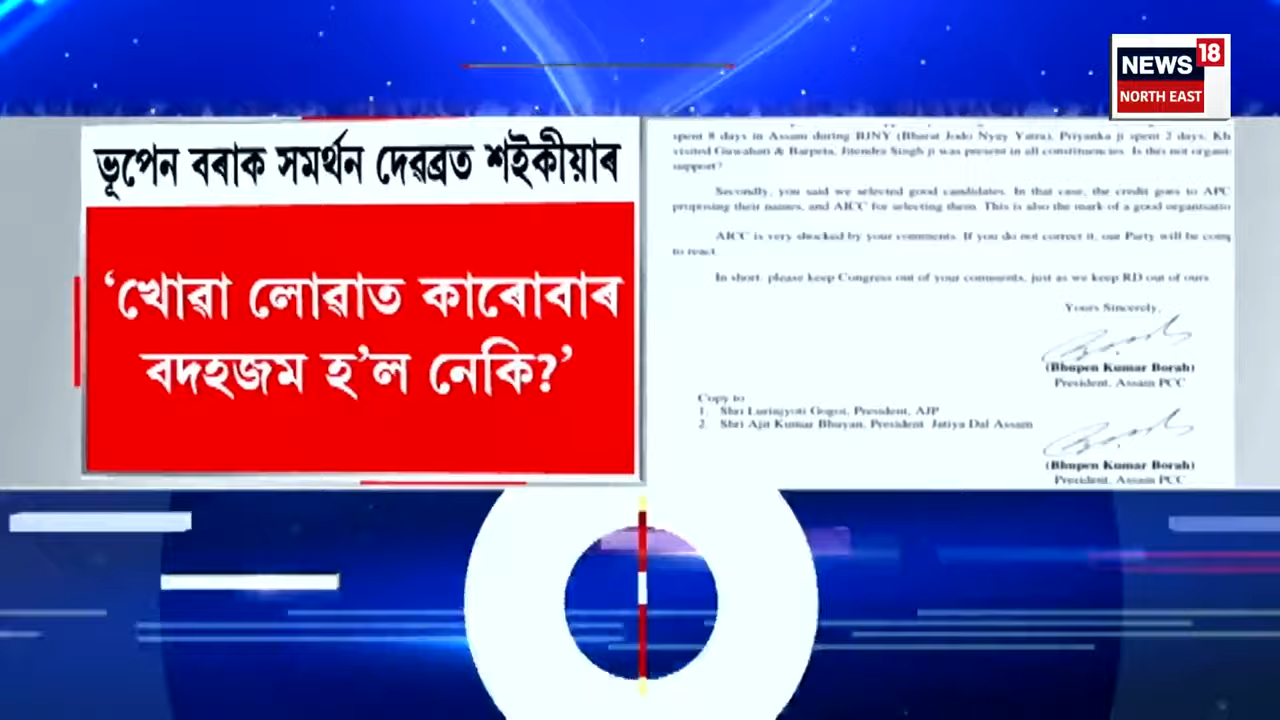 NEWS 18
NORTH EAST
ভূপেন বৰাক সমৰ্থন দেৱব্ৰত শইকীয়াৰ
‘খোৱা লোৱাত কাৰোবাৰ
বদহজম হ’ল নেকি?’
spent 8 days in Assam during BJNY (Bharat Jodo Nyay Yatra), Priyanka ji spent 2 days, Kh
visited Guwahati & Barpeta, Jitendra Singh ji was present in all constituencies. Is this not organi
support?
Secondly, you said we selected good candidates. In that case, the credit goes to APC
proposing their names, and AICC for selecting them. This is also the mark of a good organisatio
AICC is very shocked by your comments. If you do not correct it, our Party will be comp
to react.
In short, please keep Congress out of your comments, just as we keep RD out of ours
Yours Sincerely,
(Bhupen Kumar Borah)
President, Assam PCC
Copy to
1. Shri Lurinjyoti Gogoi, President, AJP
2. Shri Ajit Kumar Bhuyan, President Jatiya Dal Assam
(Bhupen Kumar Borah)
President, Assam PCC